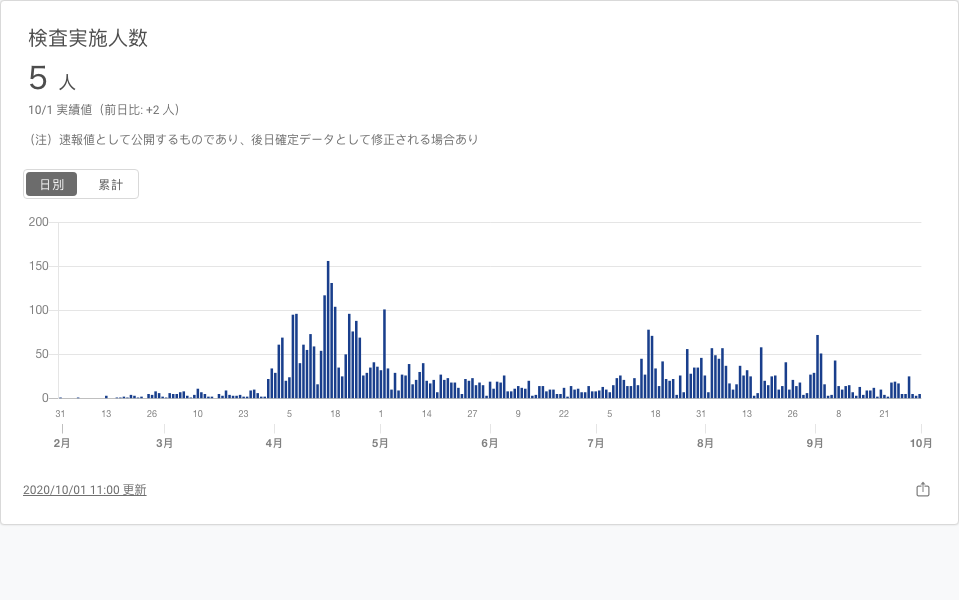 検査実施人数
5 人
10/1 実績値（前日比: +2 人）
（注）速報値として公開するものであり、後日確定データとして修正される場合あり
日別 累計
200
150
100
50
0
31 13 26 10 23 5 18 1 14 27 9 22 5 18 31 13 26 8 21
2月 3月 4月 5月 6月 7月 8月 9月 10月
2020/10/01 11:00 更新